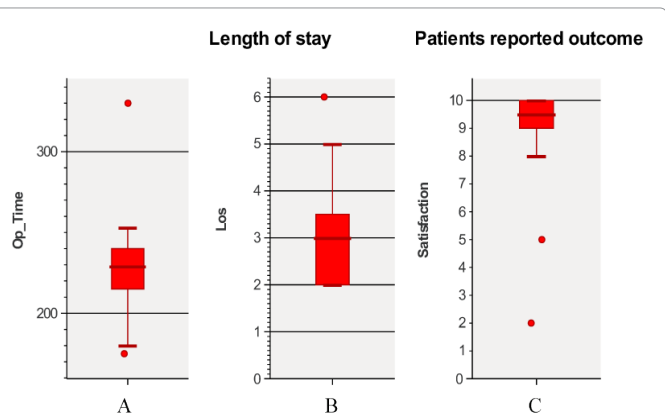 Length of stay
Patients reported outcome
Op_Time
300
200
A
Los
6
5
4
3
2
1
0
B
Satisfaction
10
9
8
7
6
5
4
3
2
1
0
C